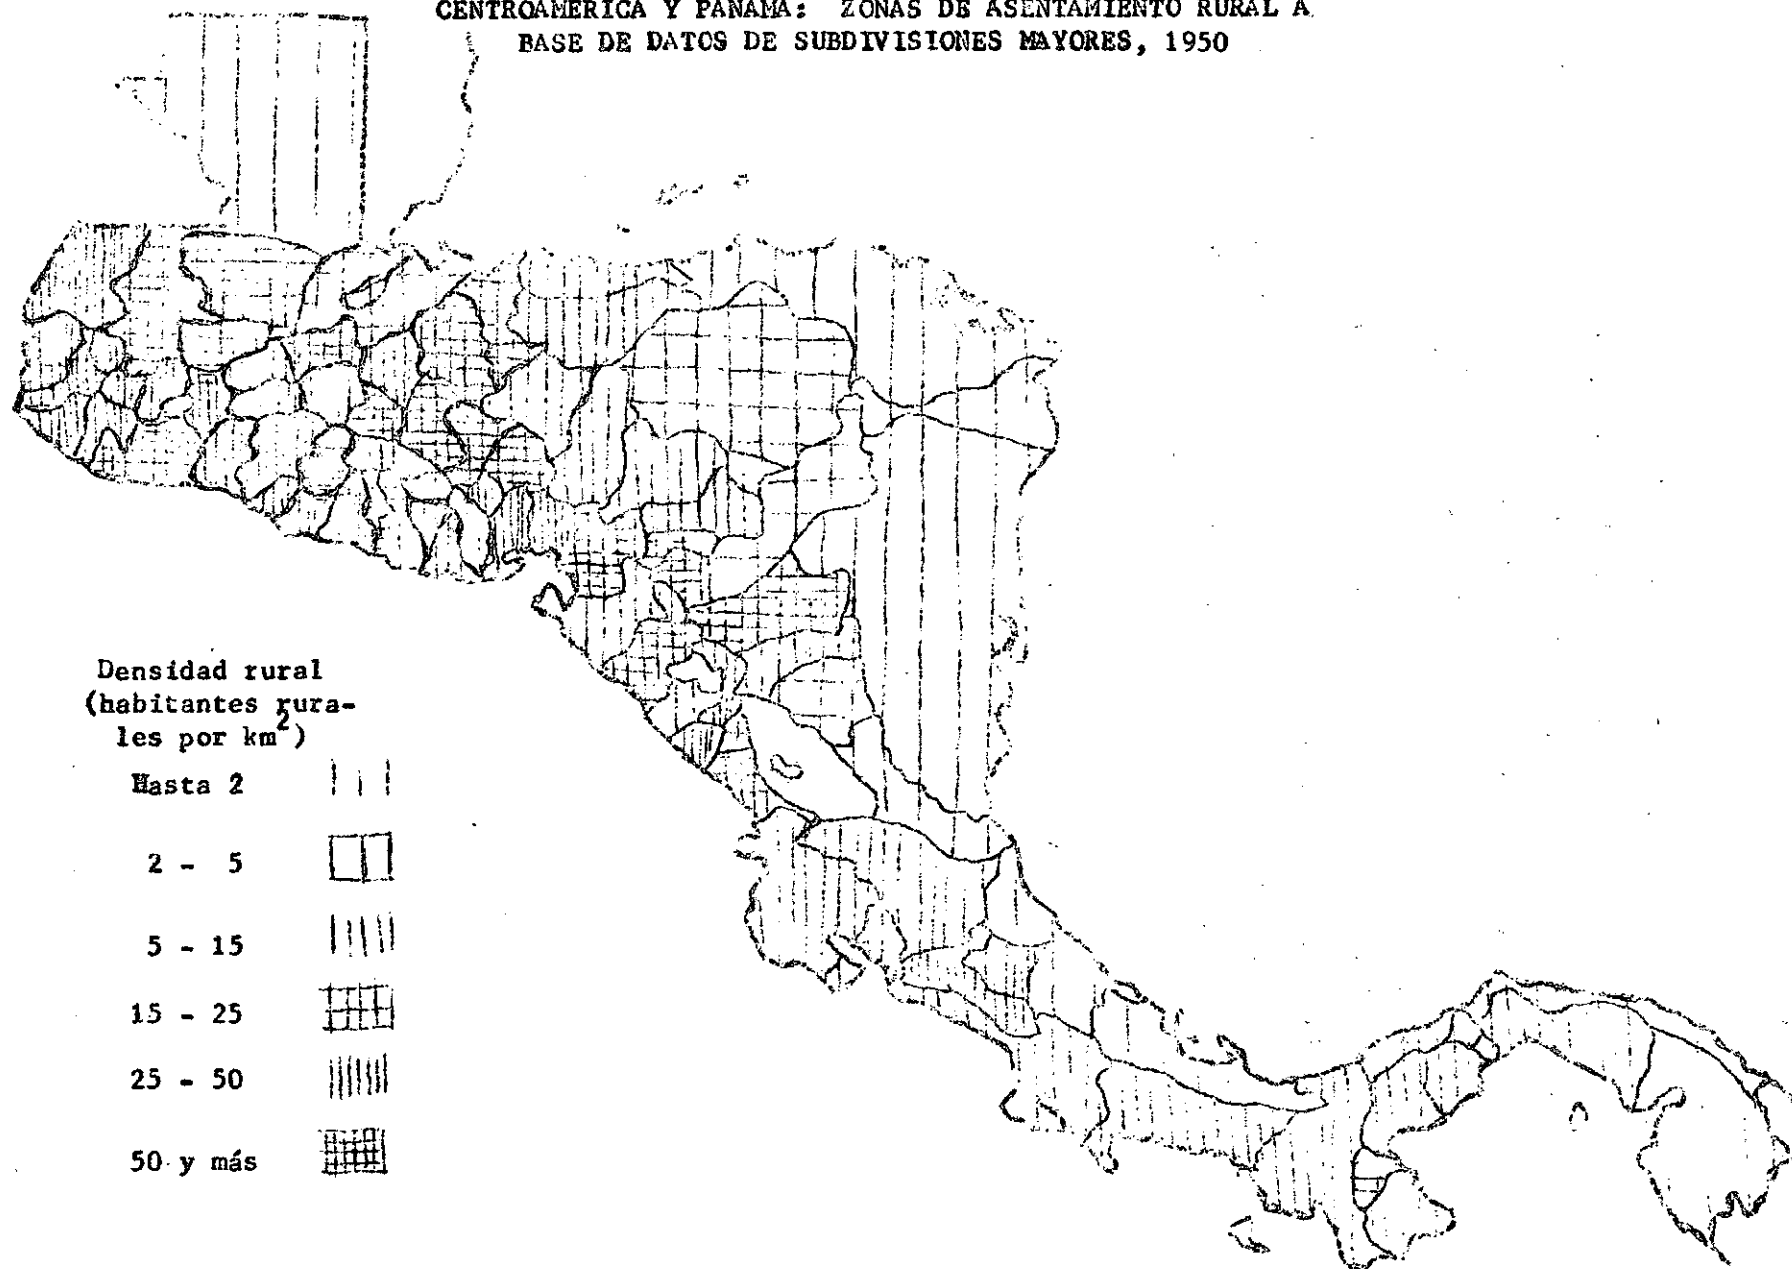 CENTROAMERICA Y PANAMA: ZONAS DE ASENTAMIENTO RURAL A
BASE DE DATOS DE SUBDIVISIONES MAYORES, 1950
Densidad rural
(habitantes rura-
les por km²)
Hasta 2
2 - 5
5 - 15
15 - 25
25 - 50
50 y más